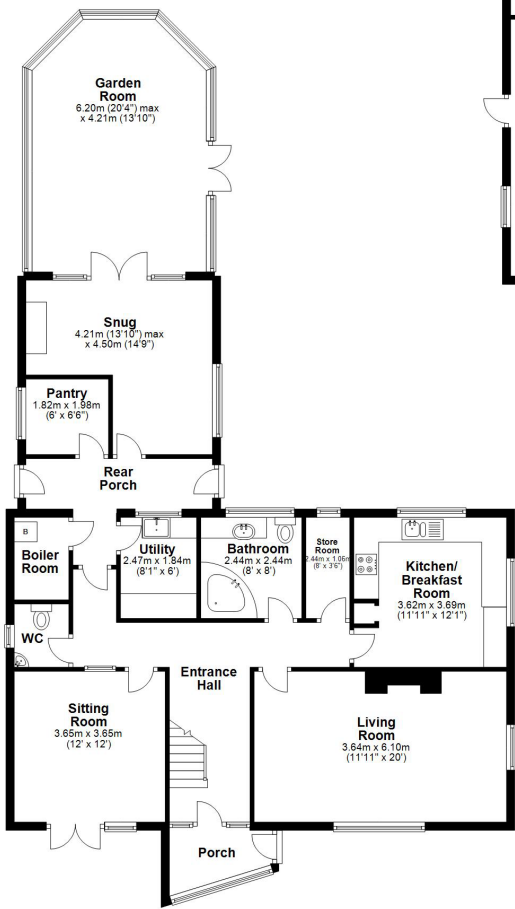 Garden
Room
6.20m (20'4") max
x 4.21m (13'10")
Snug
4.21m (13'10") max
x 4.50m (14'9")
Pantry
1.82m x 1.98m
(6' x 6'6")
Rear
Porch
B
Boiler
Room
Utility
2.47m x 1.84m
(8'1" x 6')
Bathroom
2.44m x 2.44m
(8' x 8')
Store
Room
2.44m x 1.06m
(8' x 3'6")
Kitchen/
Breakfast
Room
3.62m x 3.69m
(11'11" x 12'1")
WC
Entrance
Hall
Sitting
Room
3.65m x 3.65m
(12' x 12')
Living
Room
3.64m x 6.10m
(11'11" x 20')
Porch